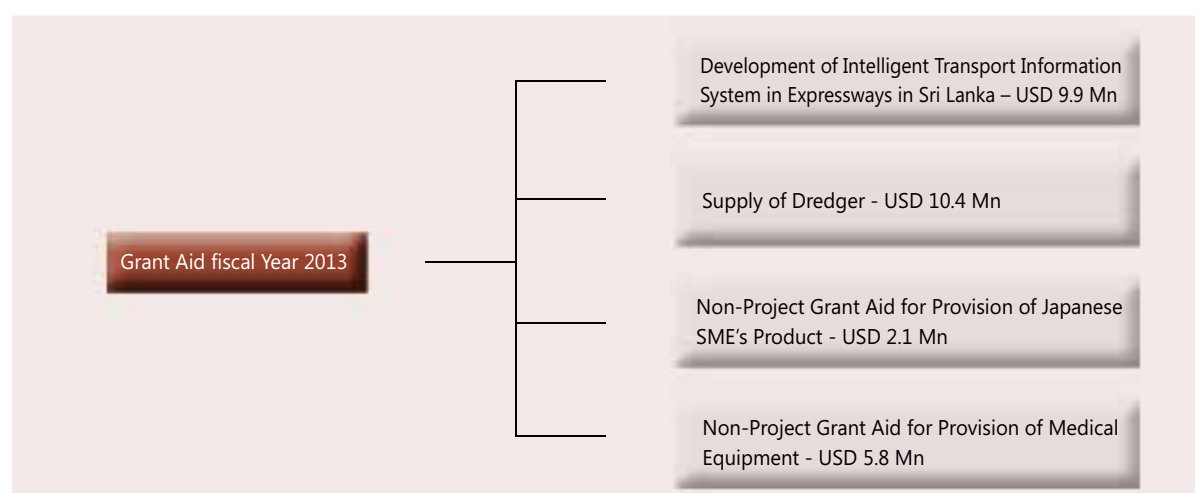 Development of Intelligent Transport Information
System in Expressways in Sri Lanka – USD 9.9 Mn
Supply of Dredger - USD 10.4 Mn
Grant Aid fiscal Year 2013
Non-Project Grant Aid for Provision of Japanese
SME's Product - USD 2.1 Mn
Non-Project Grant Aid for Provision of Medical
Equipment - USD 5.8 Mn